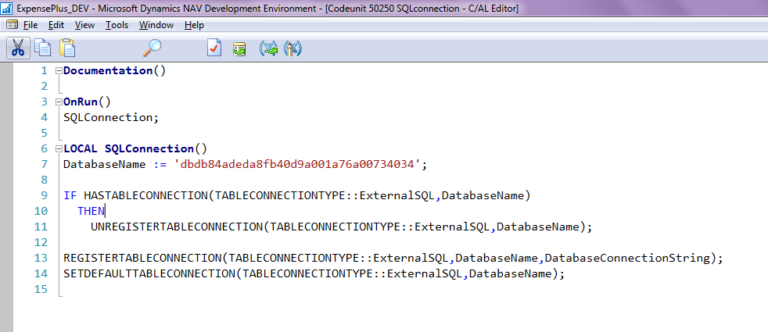 ExpensePlus_DEV - Microsoft Dynamics NAV Development Environment - [Codeunit 50250 SQLconnection - C/AL Editor]
File Edit View Tools Window Help
1 Documentation()
2
3 OnRun()
4 SQLConnection;
5
6 LOCAL SQLConnection()
7 DatabaseName := 'dbdb84adeda8fb40d9a001a76a00734034';
8
9 IF HASTABLECONNECTION(TABLECONNECTIONTYPE::ExternalSQL,DatabaseName)
10 THEN
11 UNREGISTERTABLECONNECTION(TABLECONNECTIONTYPE::ExternalSQL,DatabaseName);
12
13 REGISTERTABLECONNECTION(TABLECONNECTIONTYPE::ExternalSQL,DatabaseName,DatabaseConnectionString);
14 SETDEFAULTTABLECONNECTION(TABLECONNECTIONTYPE::ExternalSQL,DatabaseName);
15